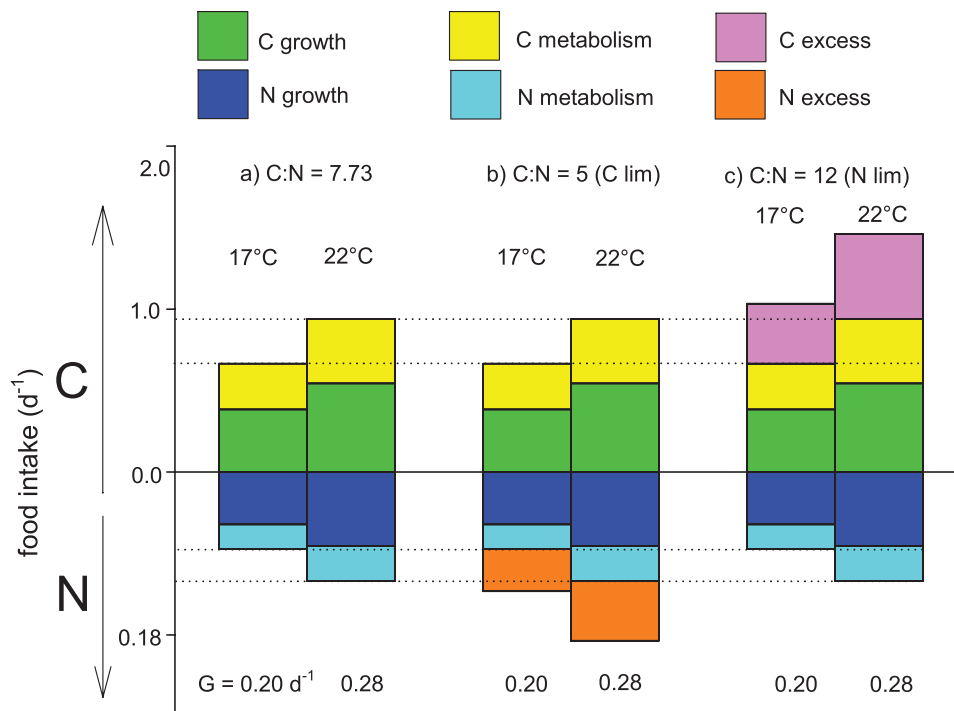 C growth C metabolism C excess
N growth N metabolism N excess
2.0
a) C:N = 7.73 b) C:N = 5 (C lim) c) C:N = 12 (N lim)
17°C 22°C
17°C 22°C 17°C 22°C
1.0
C
food intake (d⁻¹)
0.0
N
0.18
G = 0.20 d⁻¹ 0.28 0.20 0.28 0.20 0.28